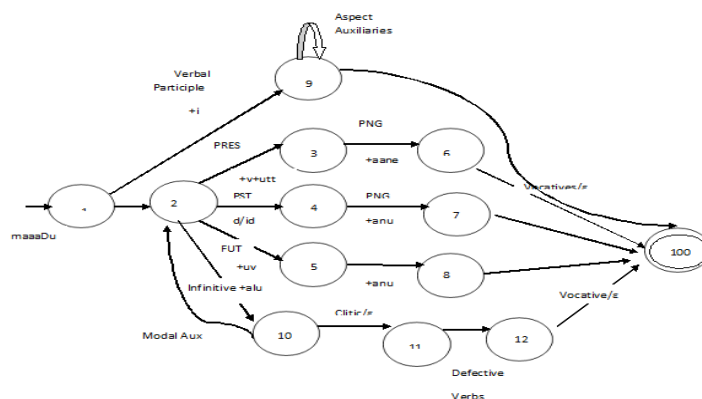 Aspect
Auxiliaries
Verbal
Participle
+i
9
PRES
+v+utt
3
PNG
+aane
6
Vocatives/ε
maaaDu
1
2
PST
d/id
4
PNG
+anu
7
100
FUT
+uv
5
+anu
8
Infinitive +alu
Modal Aux
10
Clitic/ε
11
12
Vocative/ε
Defective
Verbs